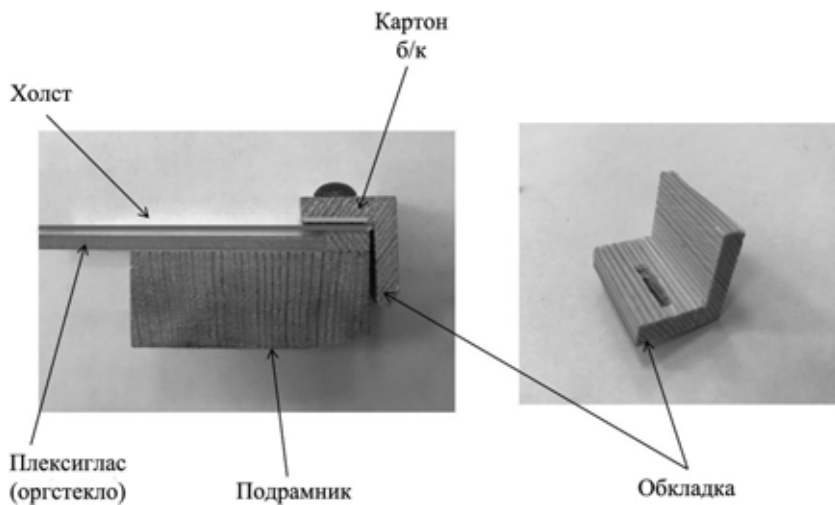 Картон
б/к
Холст
Плексиглас
(оргстекло)
Подрамник
Обкладка